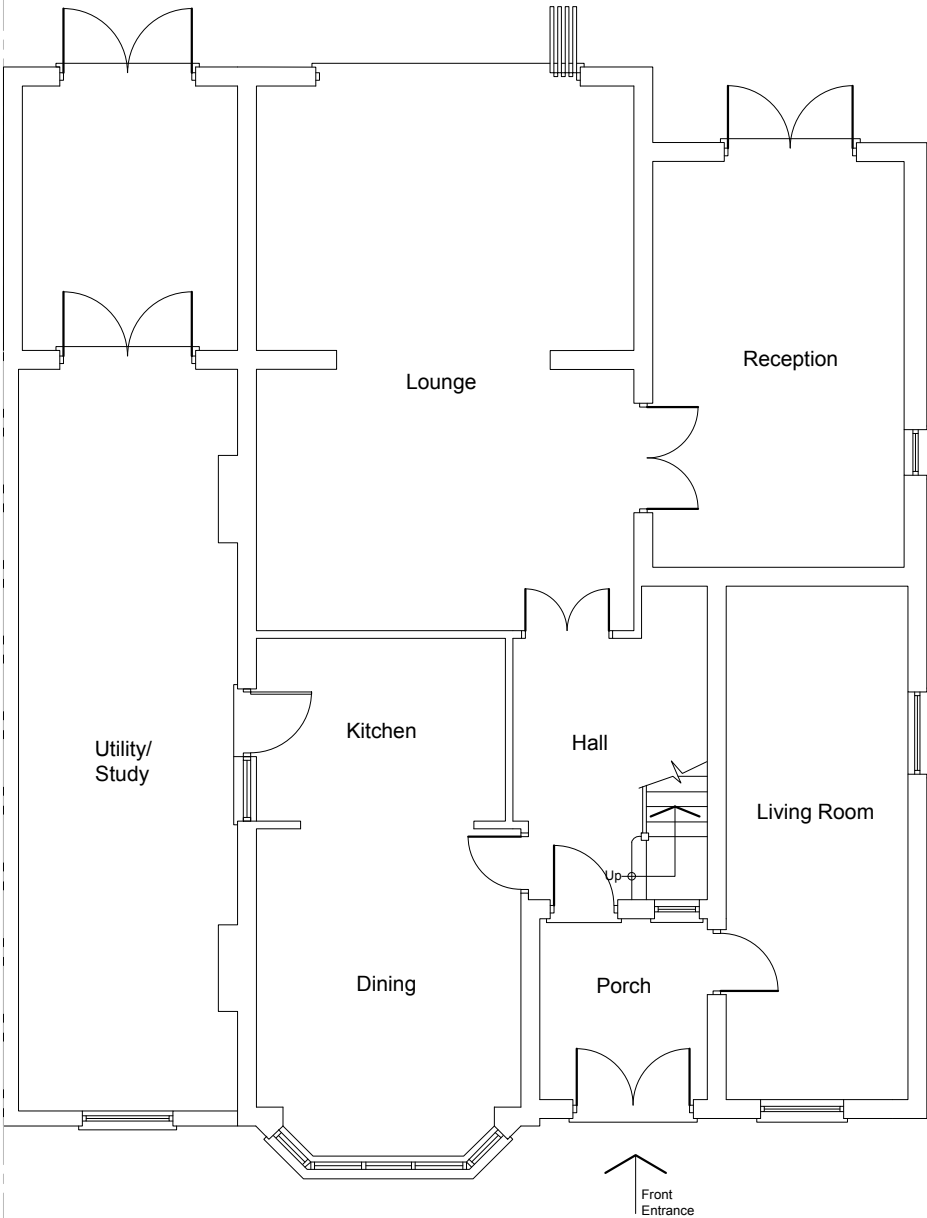 Reception
Lounge
Kitchen
Hall
Utility/
Study
Living Room
Up
Dining
Porch
Front
Entrance